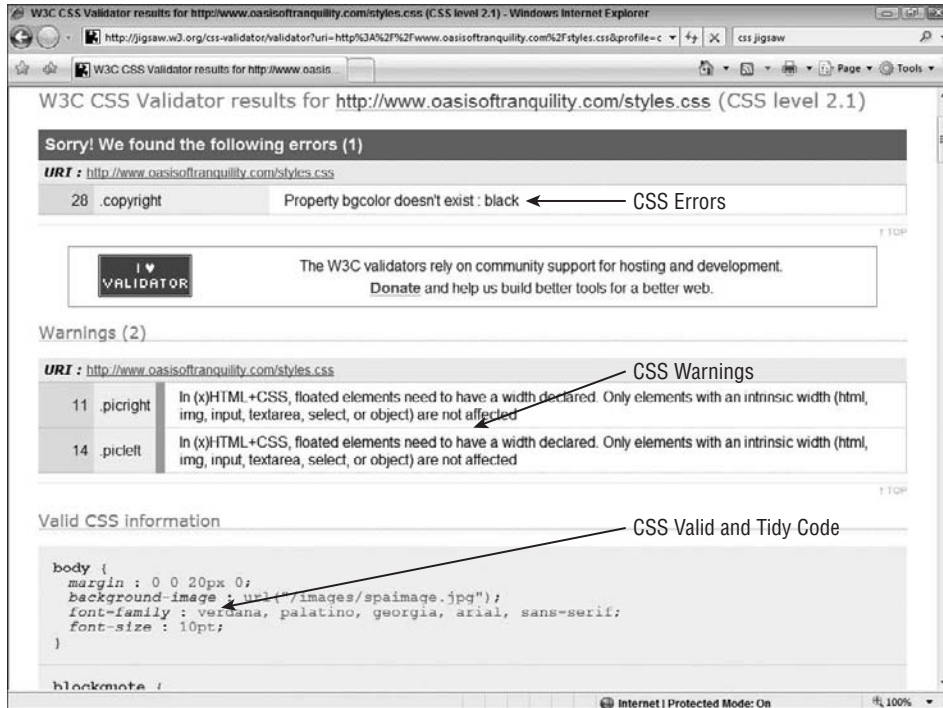 W3C CSS Validator results for http://www.oasisoftranquility.com/styles.css (CSS level 2.1) - Windows Internet Explorer
http://jigsaw.w3.org/css-validator/validator?uri=http%3A%2F%2Fwww.oasisoftranquility.com%2Fstyles.css&profile=c
css jigsaw
W3C CSS Validator results for http://www.oasis...
Page
Tools
W3C CSS Validator results for http://www.oasisoftranquility.com/styles.css (CSS level 2.1)
Sorry! We found the following errors (1)
URI : http://www.oasisoftranquility.com/styles.css
28 .copyright Property bgcolor doesn't exist : black
CSS Errors
↑ TOP
I ♥
VALIDATOR
The W3C validators rely on community support for hosting and development.
Donate and help us build better tools for a better web.
Warnings (2)
URI : http://www.oasisoftranquility.com/styles.css
CSS Warnings
11 .picright In (x)HTML+CSS, floated elements need to have a width declared. Only elements with an intrinsic width (html,
img, input, textarea, select, or object) are not affected
14 .picleft In (x)HTML+CSS, floated elements need to have a width declared. Only elements with an intrinsic width (html,
img, input, textarea, select, or object) are not affected
↑ TOP
Valid CSS information
CSS Valid and Tidy Code
body {
margin : 0 0 20px 0;
background-image : url("/images/spaimage.jpg");
font-family : verdana, palatino, georgia, arial, sans-serif;
font-size : 10pt;
}
blockquote {
Internet | Protected Mode: On
100%